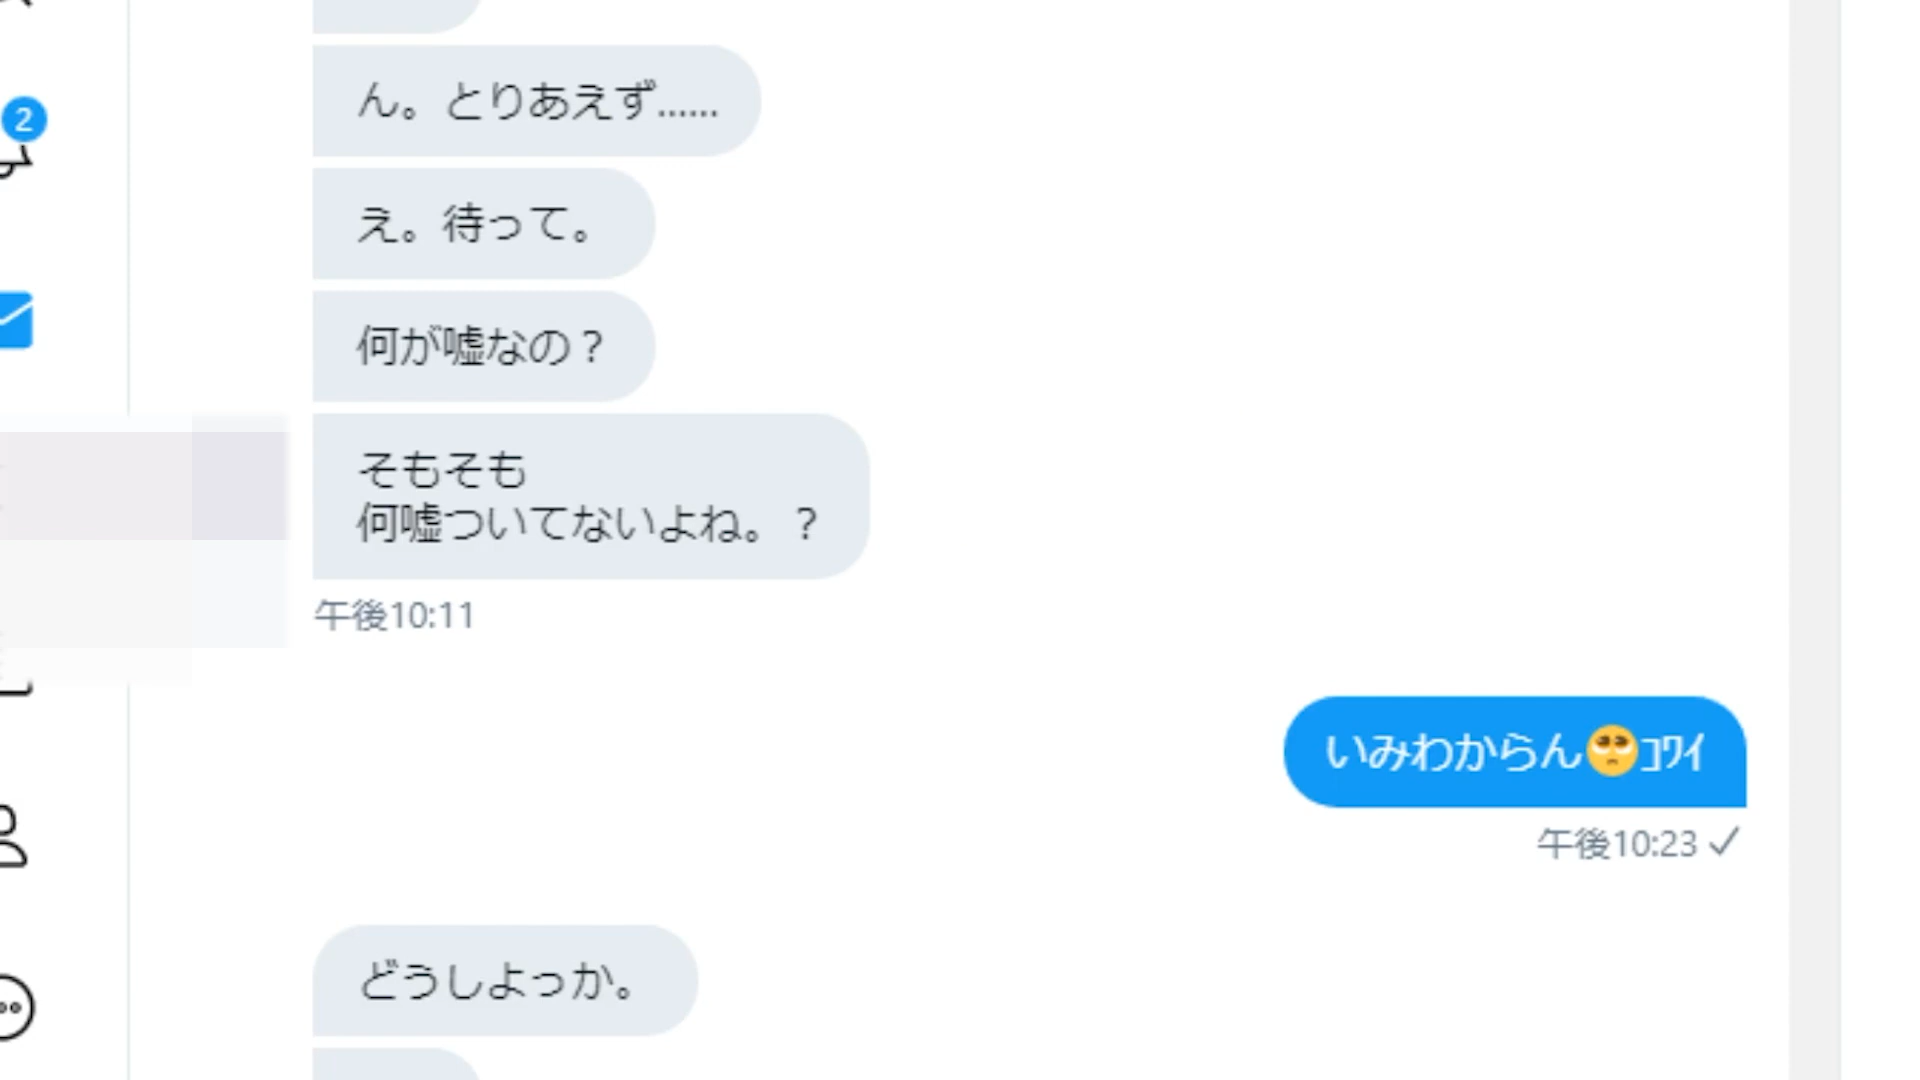 ん。とりあえず......
2
え。待って。
何が嘘なの？
そもそも
何嘘ついてないよね。？
午後10:11
いみわからん🥺ｺﾜｲ
午後10:23 ✓
どうしよっか。